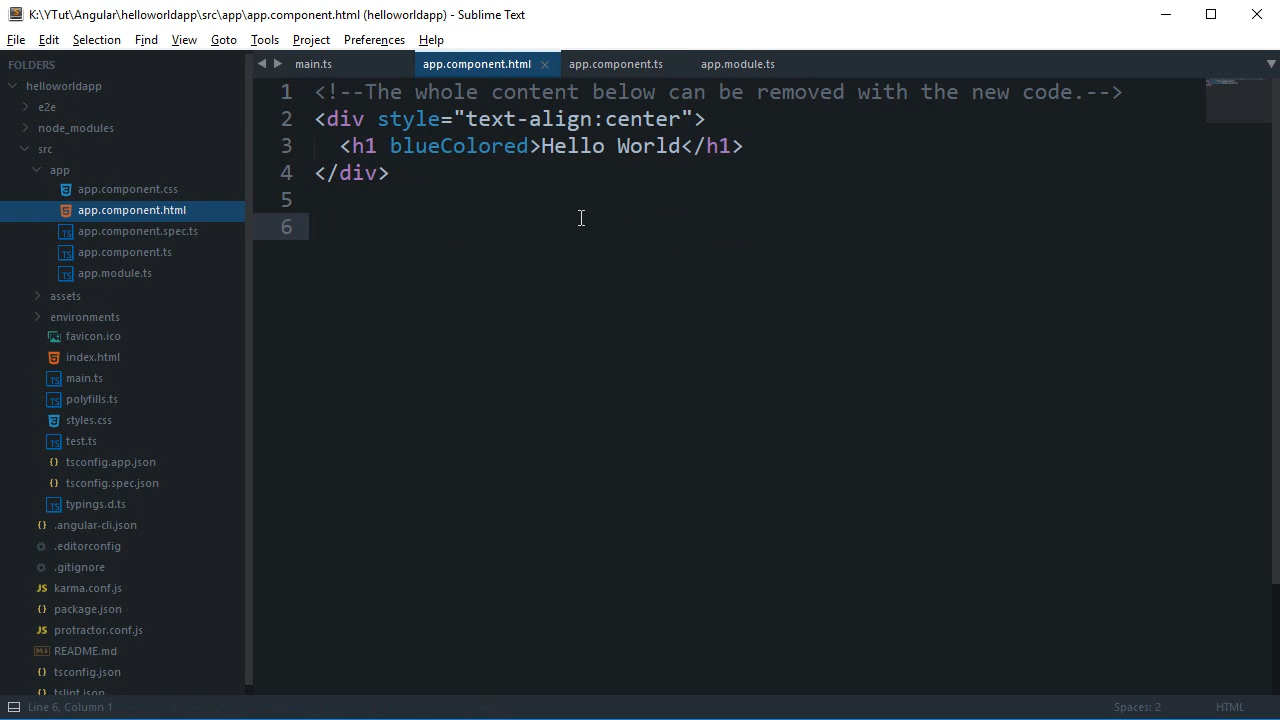 K:\YTut\Angular\helloworldapp\src\app\app.component.html (helloworldapp) - Sublime Text
File Edit Selection Find View Goto Tools Project Preferences Help
FOLDERS
helloworldapp
e2e
node_modules
src
app
app.component.css
app.component.html
app.component.spec.ts
app.component.ts
app.module.ts
assets
environments
favicon.ico
index.html
main.ts
polyfills.ts
styles.css
test.ts
tsconfig.app.json
tsconfig.spec.json
typings.d.ts
.angular-cli.json
.editorconfig
.gitignore
karma.conf.js
package.json
protractor.conf.js
README.md
tsconfig.json
tslint.json
main.ts app.component.html app.component.ts app.module.ts
1 <!--The whole content below can be removed with the new code.-->
2 <div style="text-align:center">
3 <h1 blueColored>Hello World</h1>
4 </div>
5
6
Line 6, Column 1 Spaces: 2 HTML